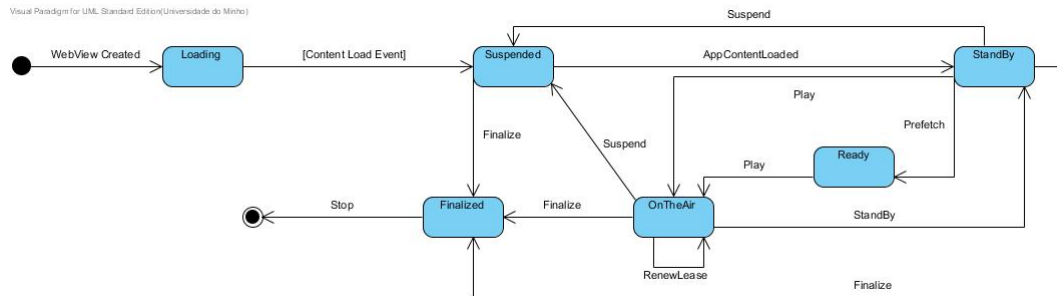 Visual Paradigm for UML Standard Edition(Universidade do Minho)
Suspend
WebView Created
Loading
[Content Load Event]
Suspended
AppContentLoaded
StandBy
Play
Prefetch
Finalize
Suspend
Play
Ready
Stop
Finalized
Finalize
OnTheAir
StandBy
RenewLease
Finalize